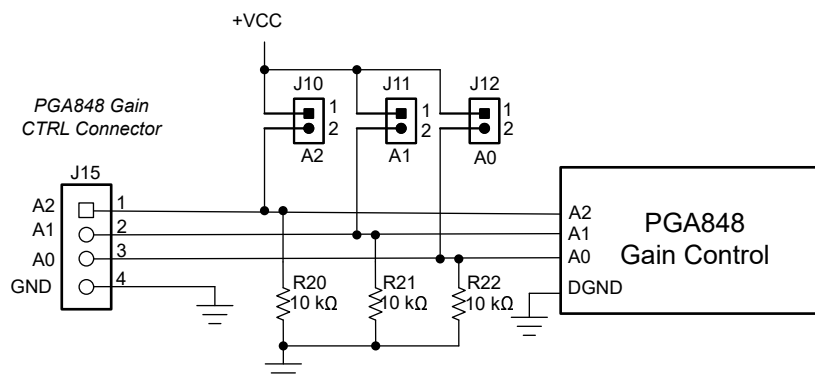 +VCC
J10
J11
J12
1
2
1
2
1
2
A2
A1
A0
PGA848 Gain
CTRL Connector
J15
A2
A1
A0
GND
1
2
3
4
A2
A1
A0
DGND
PGA848
Gain Control
R20
10 kΩ
R21
10 kΩ
R22
10 kΩ